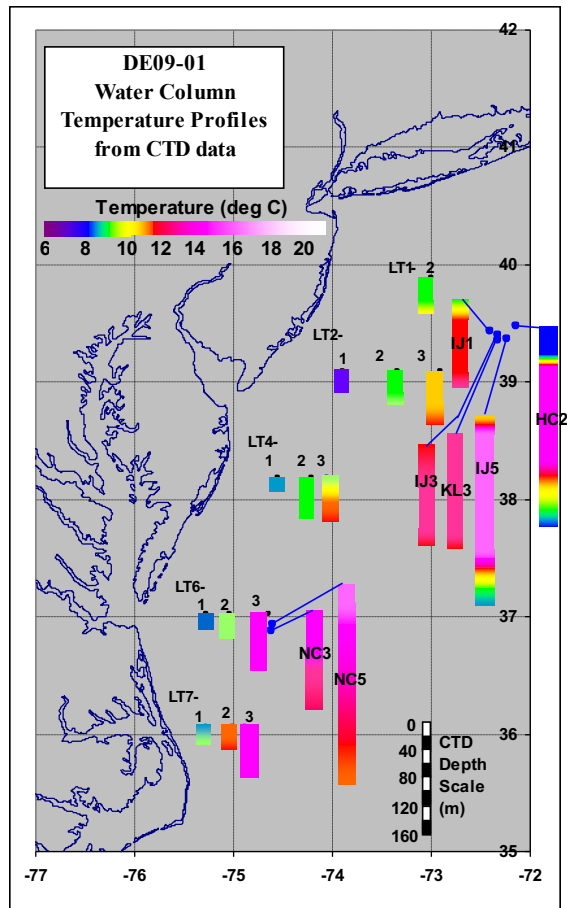 DE09-01
Water Column
Temperature Profiles
from CTD data
Temperature (deg C)
6 8 10 12 14 16 18 20
42
41
40
39
38
37
36
35
LT1- 2
IJ1
HC2
LT2-
1 2 3
LT4-
1 2 3
IJ3
KL3
IJ5
LT6-
1 2 3
NC3
NC5
LT7-
1 2 3
0
40
80
120
160
CTD
Depth
Scale
(m)
-77 -76 -75 -74 -73 -72